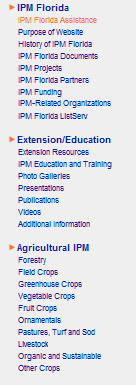 IPM Florida
IPM Florida Assistance
Purpose of Website
History of IPM Florida
IPM Florida Documents
IPM Projects
IPM Florida Partners
IPM Funding
IPM-Related Organizations
IPM Florida ListServ
Extension/Education
Extension Resources
IPM Education and Training
Photo Galleries
Presentations
Publications
Videos
Additional Information
Agricultural IPM
Forestry
Field Crops
Greenhouse Crops
Vegetable Crops
Fruit Crops
Ornamentals
Pastures, Turf and Sod
Livestock
Organic and Sustainable
Other Crops